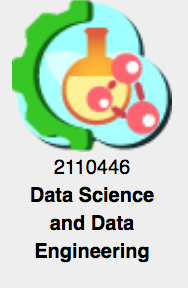 2110446
Data Science
and Data
Engineering